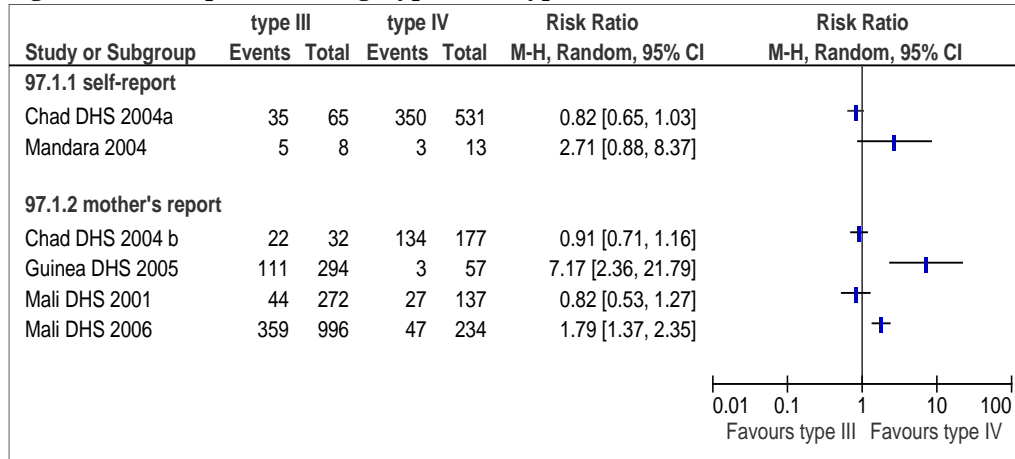 type III type IV Risk Ratio Risk Ratio
Study or Subgroup Events Total Events Total M-H, Random, 95% CI M-H, Random, 95% CI
97.1.1 self-report
Chad DHS 2004a 35 65 350 531 0.82 [0.65, 1.03]
Mandara 2004 5 8 3 13 2.71 [0.88, 8.37]
97.1.2 mother's report
Chad DHS 2004 b 22 32 134 177 0.91 [0.71, 1.16]
Guinea DHS 2005 111 294 3 57 7.17 [2.36, 21.79]
Mali DHS 2001 44 272 27 137 0.82 [0.53, 1.27]
Mali DHS 2006 359 996 47 234 1.79 [1.37, 2.35]
0.01 0.1 1 10 100
Favours type III Favours type IV